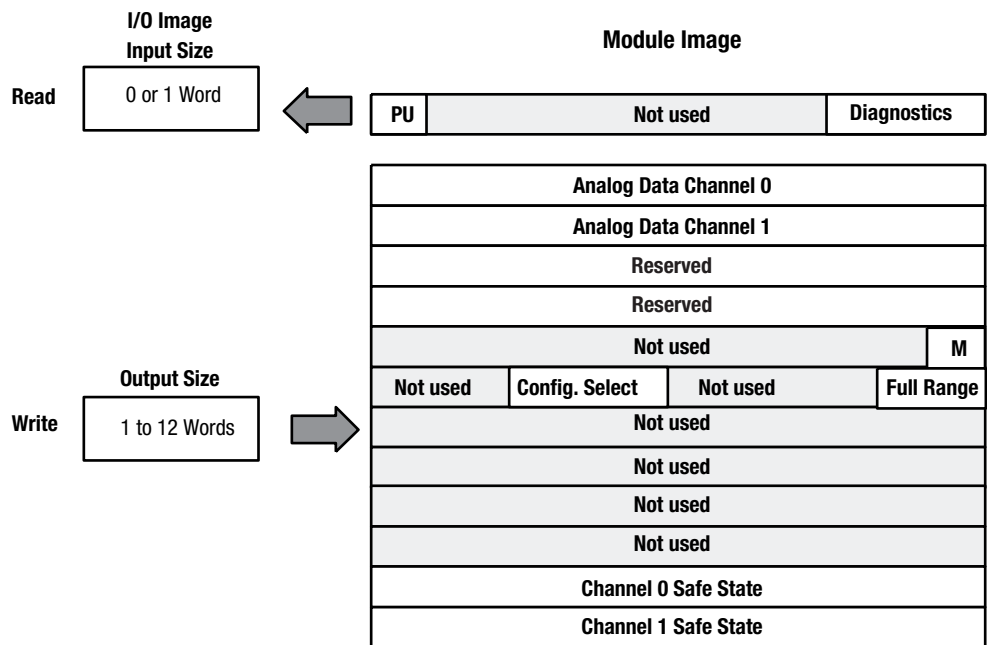 I/O Image
Input Size
Module Image
Read
0 or 1 Word
PU
Not used
Diagnostics
Analog Data Channel 0
Analog Data Channel 1
Reserved
Reserved
Not used
M
Output Size
Not used
Config. Select
Not used
Full Range
Write
1 to 12 Words
Not used
Not used
Not used
Not used
Channel 0 Safe State
Channel 1 Safe State